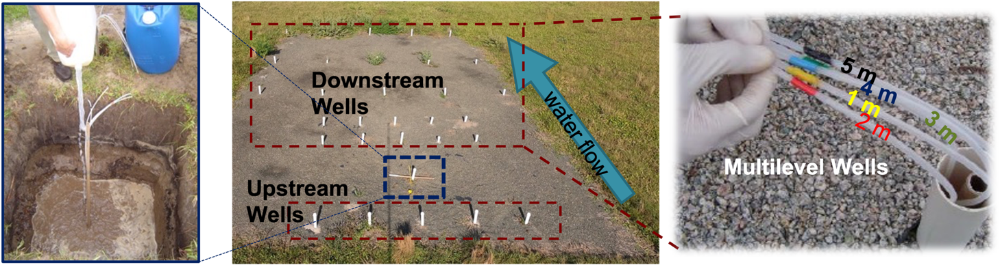 Downstream
Wells
water flow
Upstream
Wells
5 m
4 m
1 m
2 m
3 m
Multilevel Wells